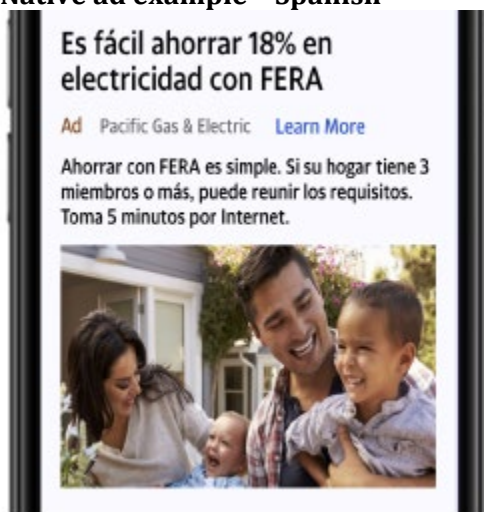 Native ad example – Spanish
Es fácil ahorrar 18% en
electricidad con FERA
Ad Pacific Gas & Electric Learn More
Ahorrar con FERA es simple. Si su hogar tiene 3
miembros o más, puede reunir los requisitos.
Toma 5 minutos por Internet.